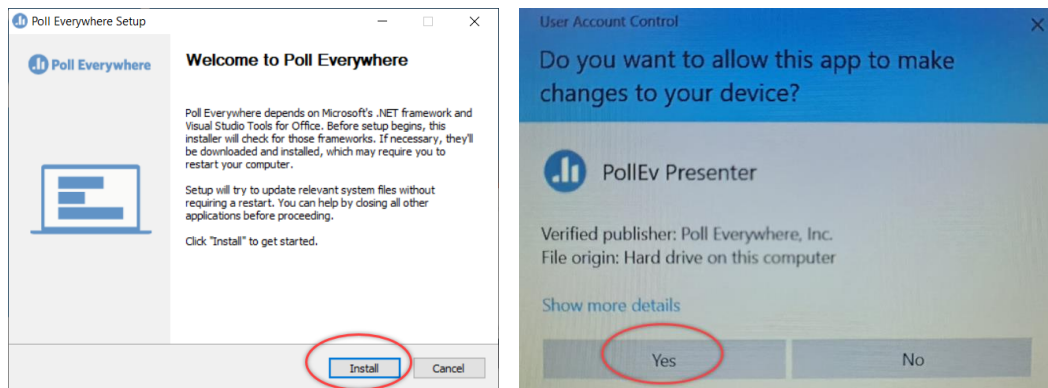 Poll Everywhere Setup
Poll Everywhere
Welcome to Poll Everywhere
Poll Everywhere depends on Microsoft's .NET framework and
Visual Studio Tools for Office. Before setup begins, this
installer will check for those frameworks. If necessary, they'll
be downloaded and installed, which may require you to
restart your computer.
Setup will try to update relevant system files without
requiring a restart. You can help by closing all other
applications before proceeding.
Click "Install" to get started.
Install
Cancel
User Account Control
Do you want to allow this app to make
changes to your device?
PollEv Presenter
Verified publisher: Poll Everywhere, Inc.
File origin: Hard drive on this computer
Show more details
Yes
No